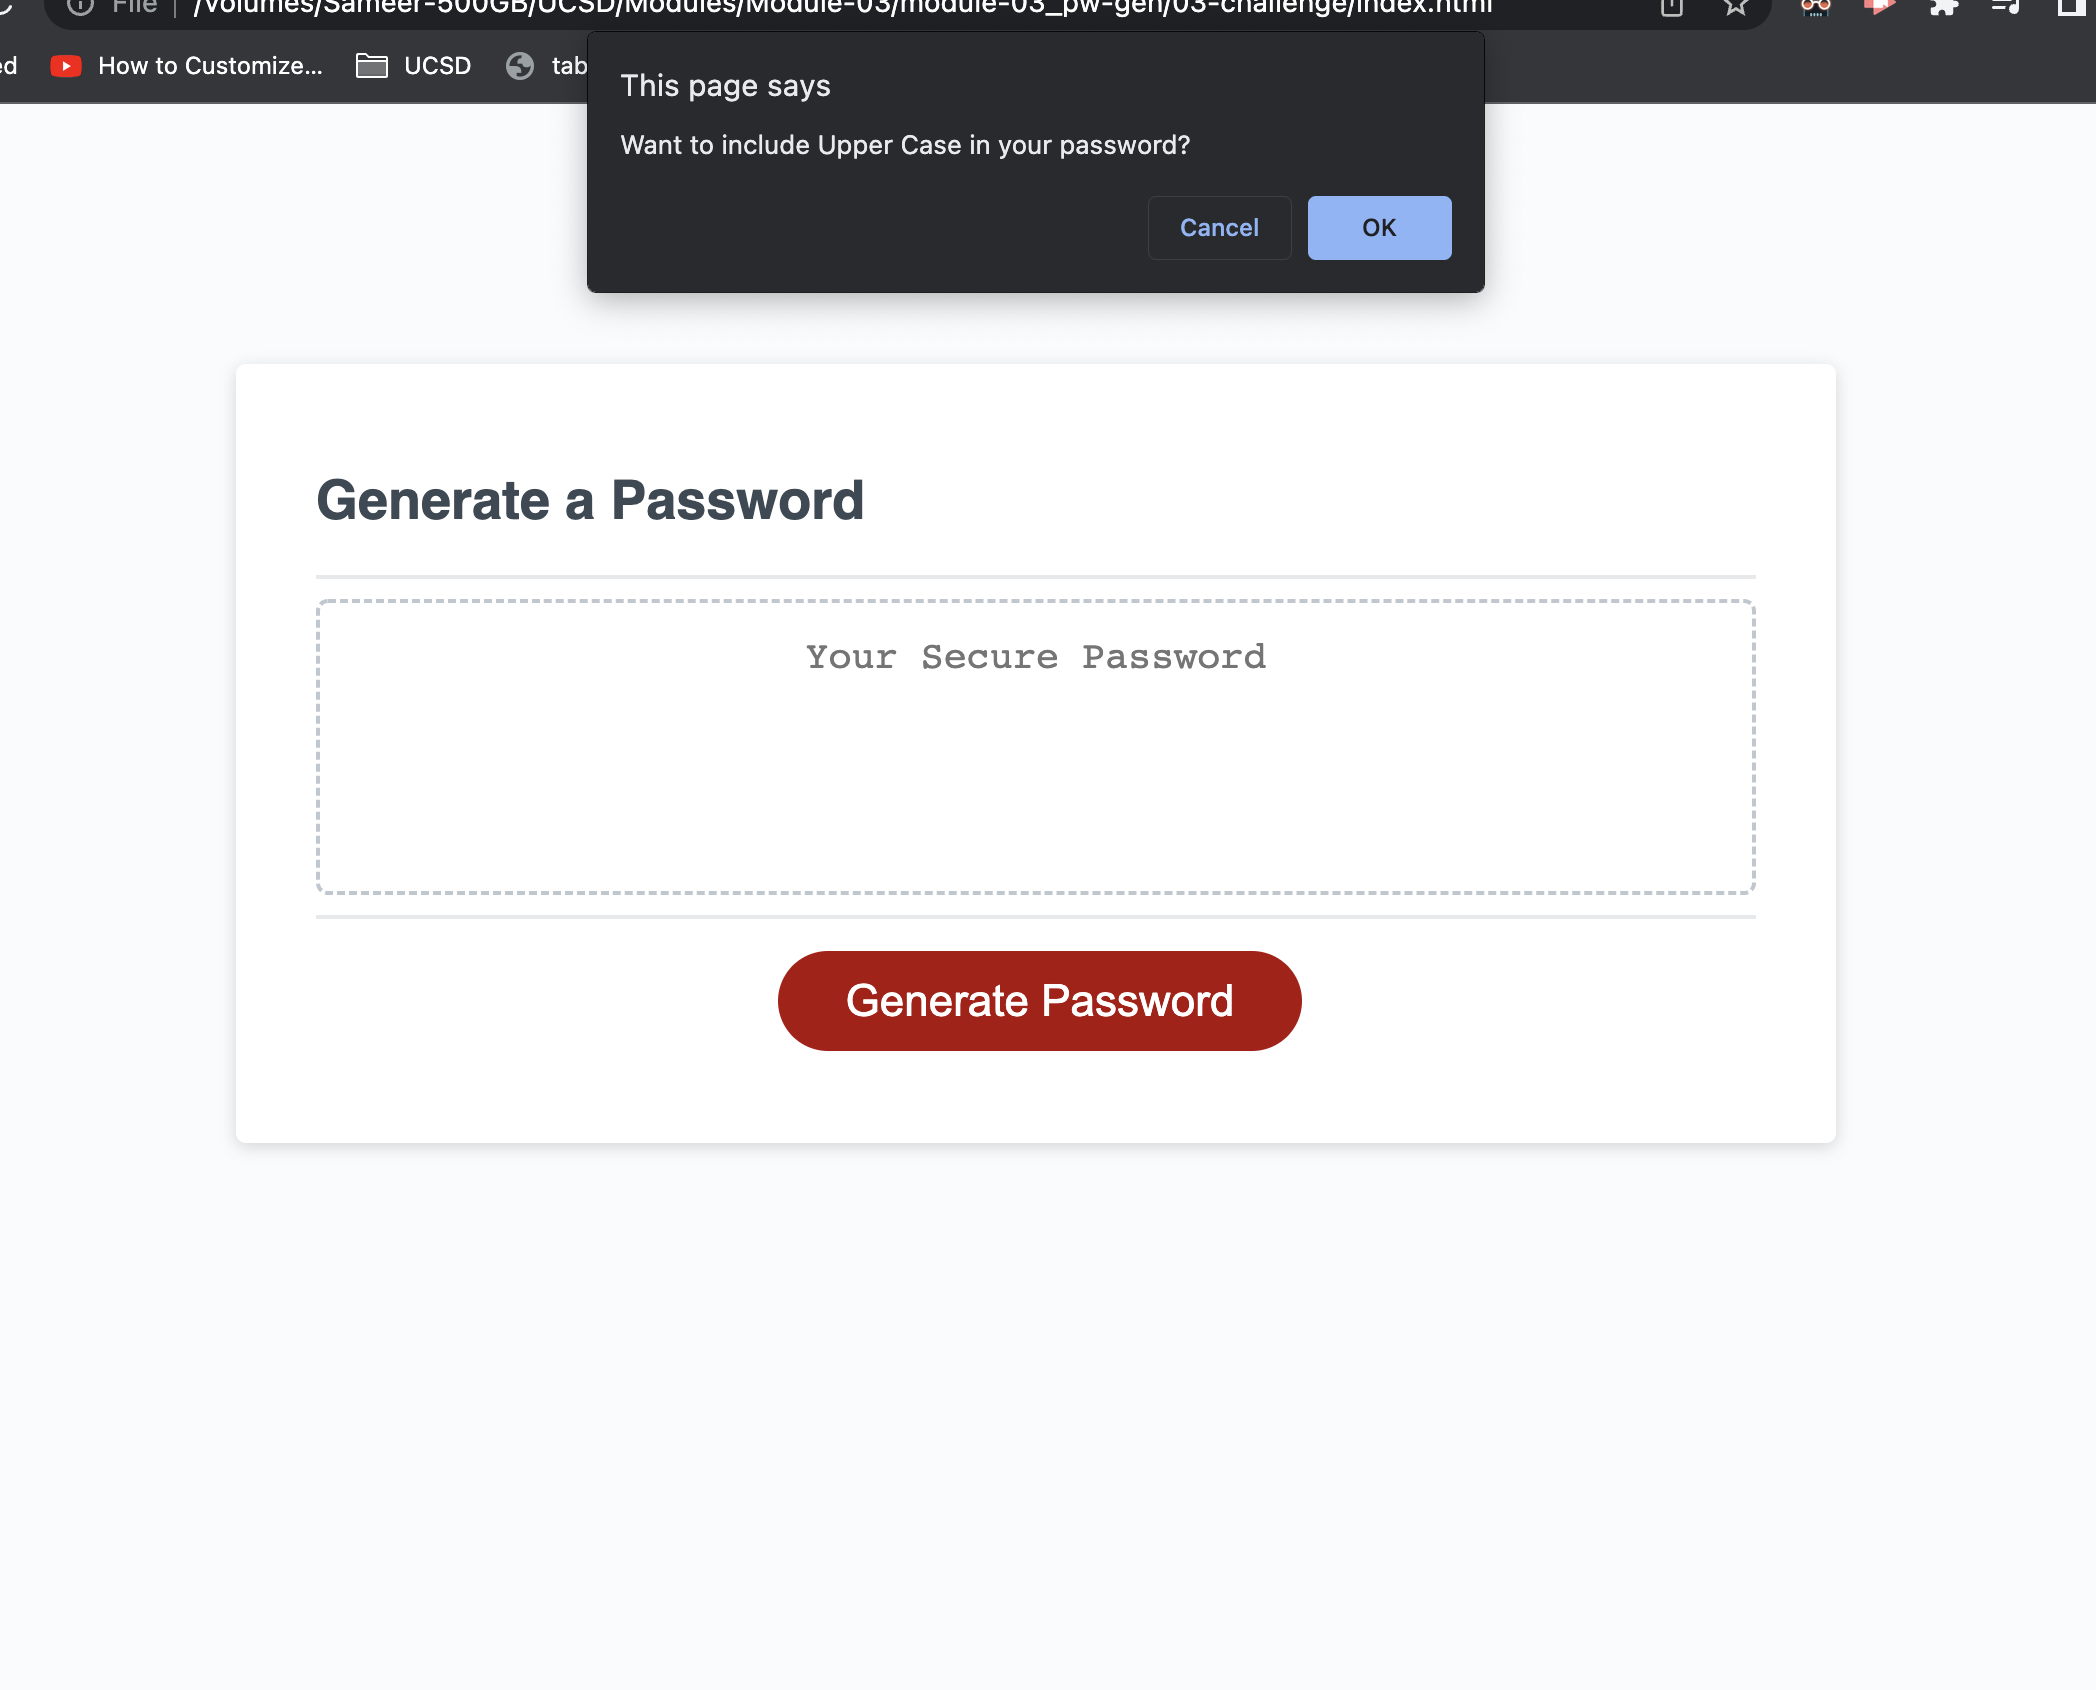 File | /Volumes/Sameer-500GB/UCSD/Modules/Module-03/module-03_pw-gen/03-challenge/index.html
ed How to Customize... UCSD tab
This page says
Want to include Upper Case in your password?
Cancel OK
Generate a Password
Your Secure Password
Generate Password